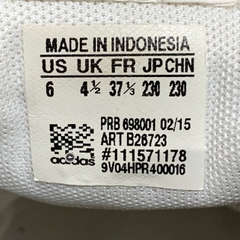 MADE IN INDONESIA
US UK FR JP CHN
6 4½ 37⅓ 230 230
PRB 698001 02/15
ART B26723
#111571178
9V04HPR400016
adidas